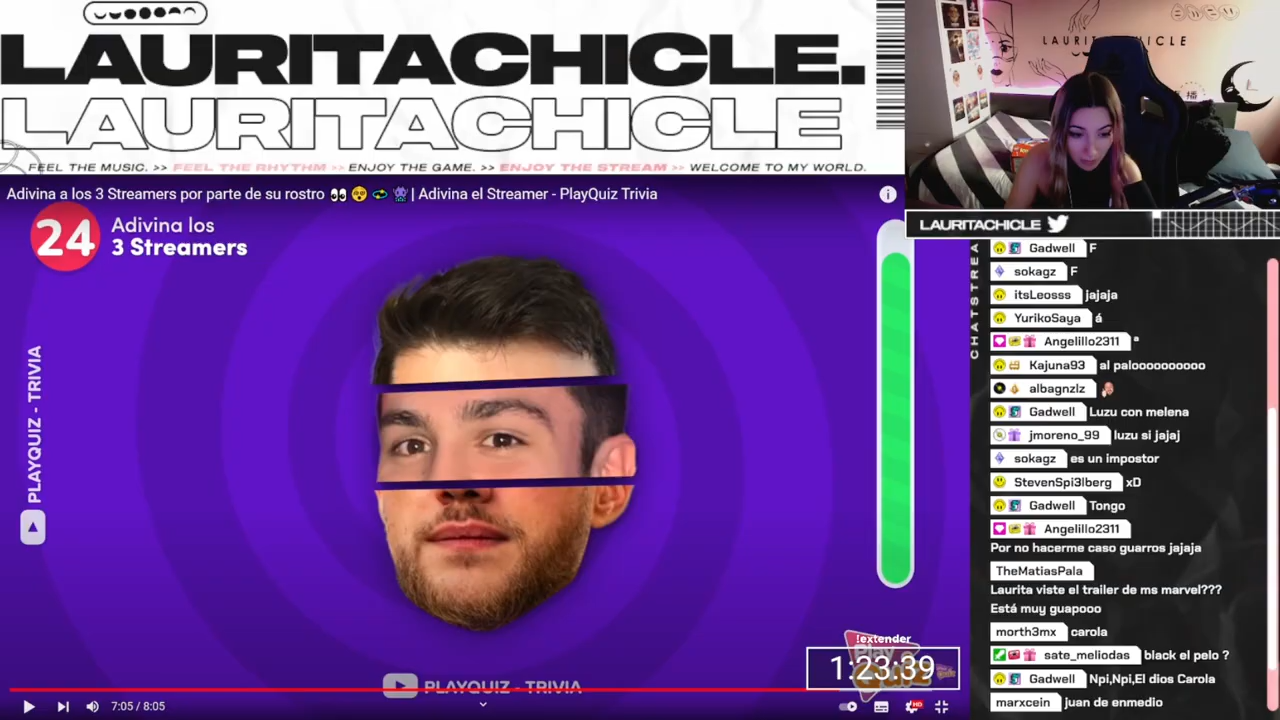 LAURITACHICLE.
LAURITACHICLE
FEEL THE MUSIC. >> FEEL THE RHYTHM >> ENJOY THE GAME. >> ENJOY THE STREAM >> WELCOME TO MY WORLD.
Adivina a los 3 Streamers por parte de su rostro 👀 😵 👾 | Adivina el Streamer - PlayQuiz Trivia
24
Adivina los
3 Streamers
PLAYQUIZ - TRIVIA
PLAYQUIZ - TRIVIA
!extender
1:23:39
7:05 / 8:05
HD
LAURITACHICLE
LAURITACHICLE
CHATSTREA
Gadwell F
sokagz F
itsLeosss jajaja
YurikoSaya á
Angelillo2311 ª
Kajuna93 al palooooooooo
albagnzlz
Gadwell Luzu con melena
jmoreno_99 luzu si jajaj
sokagz es un impostor
StevenSpi3lberg xD
Gadwell Tongo
Angelillo2311
Por no hacerme caso guarros jajaja
TheMatiasPala
Laurita viste el trailer de ms marvel???
Está muy guapooo
morth3mx carola
sate_meliodas black el pelo ?
Gadwell Npi,Npi,El dios Carola
marxcein juan de enmedio